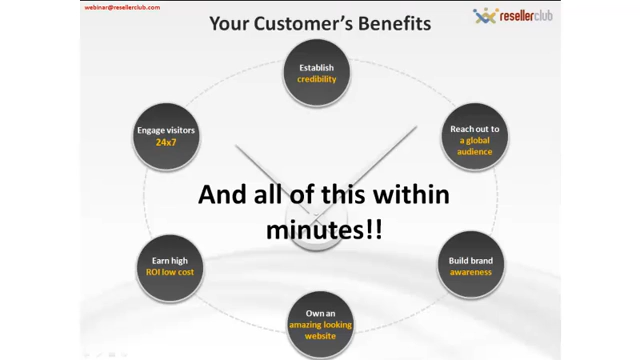 webinar@resellerclub.com
Your Customer's Benefits
resellerclub
Establish
credibility
Engage visitors
24x7
Reach out to
a global
audience
And all of this within
minutes!!
Earn high
ROI low cost
Build brand
awareness
Own an
amazing looking
website